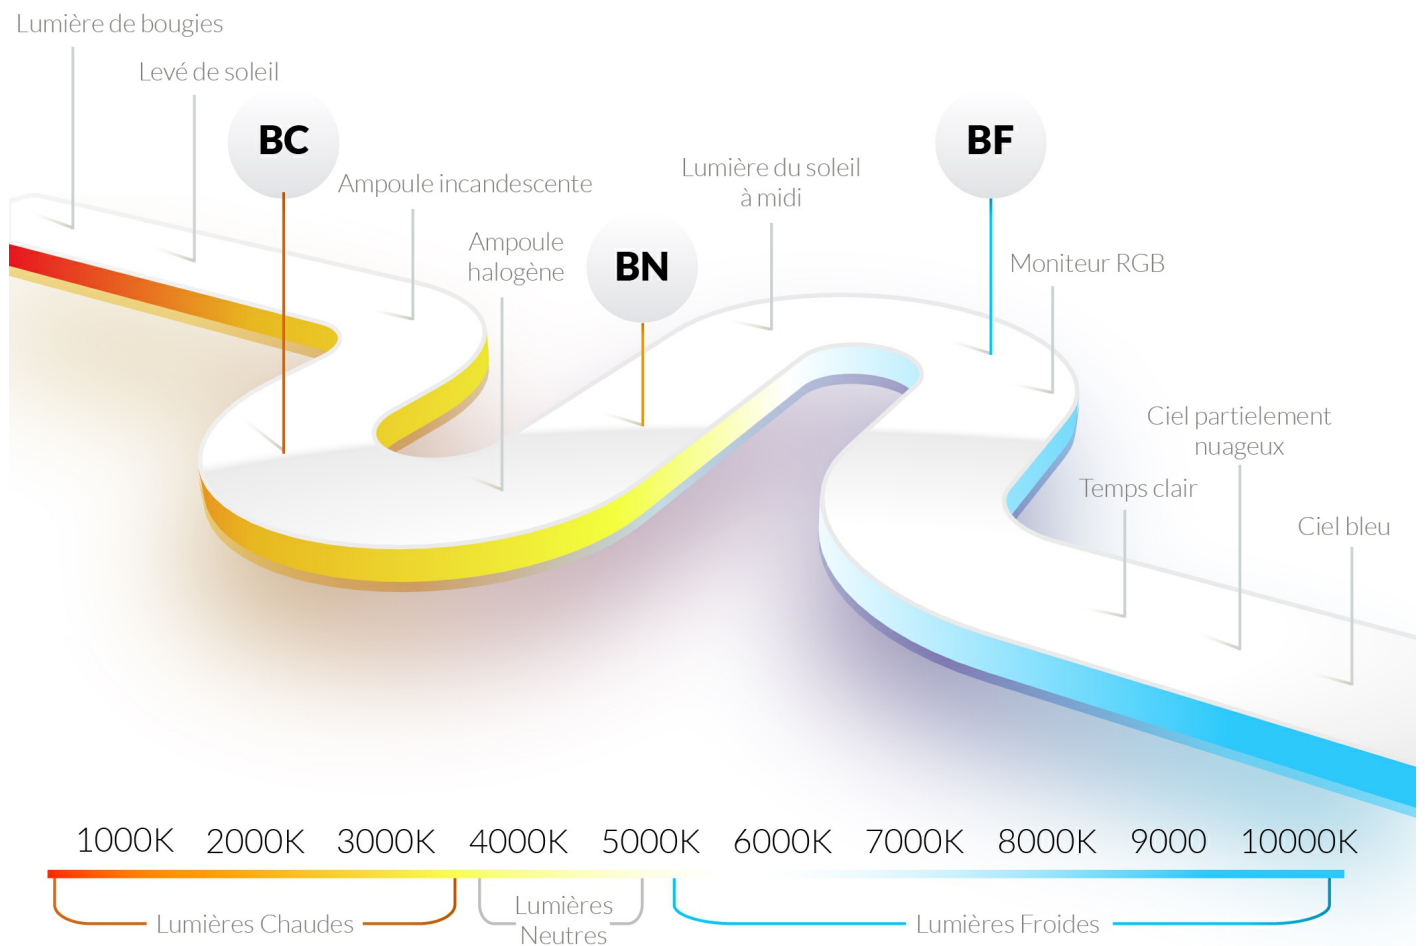 Lumière de bougies
Levé de soleil
BC
Ampoule incandescente
Ampoule
halogène
BN
Lumière du soleil
à midi
BF
Moniteur RGB
Ciel partielement
nuageux
Temps clair
Ciel bleu
1000K 2000K 3000K 4000K 5000K 6000K 7000K 8000K 9000 10000K
Lumières Chaudes
Lumières
Neutres
Lumières Froides